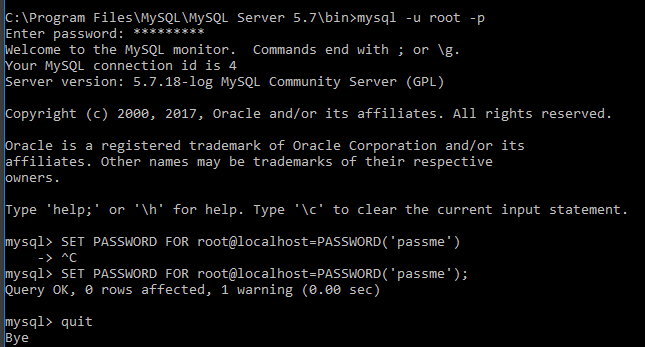 C:\Program Files\MySQL\MySQL Server 5.7\bin>mysql -u root -p
Enter password: *********
Welcome to the MySQL monitor.  Commands end with ; or \g.
Your MySQL connection id is 4
Server version: 5.7.18-log MySQL Community Server (GPL)
Copyright (c) 2000, 2017, Oracle and/or its affiliates. All rights reserved.
Oracle is a registered trademark of Oracle Corporation and/or its
affiliates. Other names may be trademarks of their respective
owners.
Type 'help;' or '\h' for help. Type '\c' to clear the current input statement.
mysql> SET PASSWORD FOR root@localhost=PASSWORD('passme')
    -> ^C
mysql> SET PASSWORD FOR root@localhost=PASSWORD('passme');
Query OK, 0 rows affected, 1 warning (0.00 sec)
mysql> quit
Bye